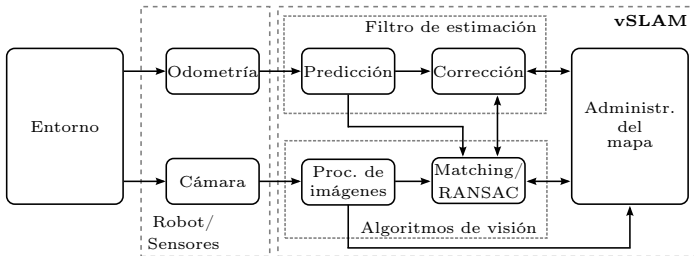 vSLAM
Filtro de estimación
Odometría
Predicción
Corrección
Entorno
Administr.
del
mapa
Cámara
Proc. de
imágenes
Matching/
RANSAC
Robot/
Sensores
Algoritmos de visión